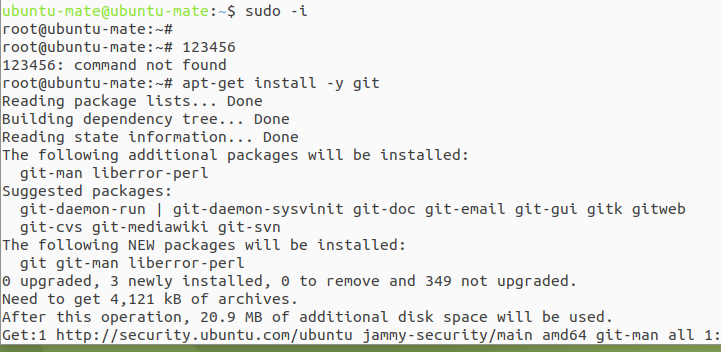 ubuntu-mate@ubuntu-mate:~$ sudo -i
root@ubuntu-mate:~#
root@ubuntu-mate:~# 123456
123456: command not found
root@ubuntu-mate:~# apt-get install -y git
Reading package lists... Done
Building dependency tree... Done
Reading state information... Done
The following additional packages will be installed:
  git-man liberror-perl
Suggested packages:
  git-daemon-run | git-daemon-sysvinit git-doc git-email git-gui gitk gitweb
  git-cvs git-mediawiki git-svn
The following NEW packages will be installed:
  git git-man liberror-perl
0 upgraded, 3 newly installed, 0 to remove and 349 not upgraded.
Need to get 4,121 kB of archives.
After this operation, 20.9 MB of additional disk space will be used.
Get:1 http://security.ubuntu.com/ubuntu jammy-security/main amd64 git-man all 1: